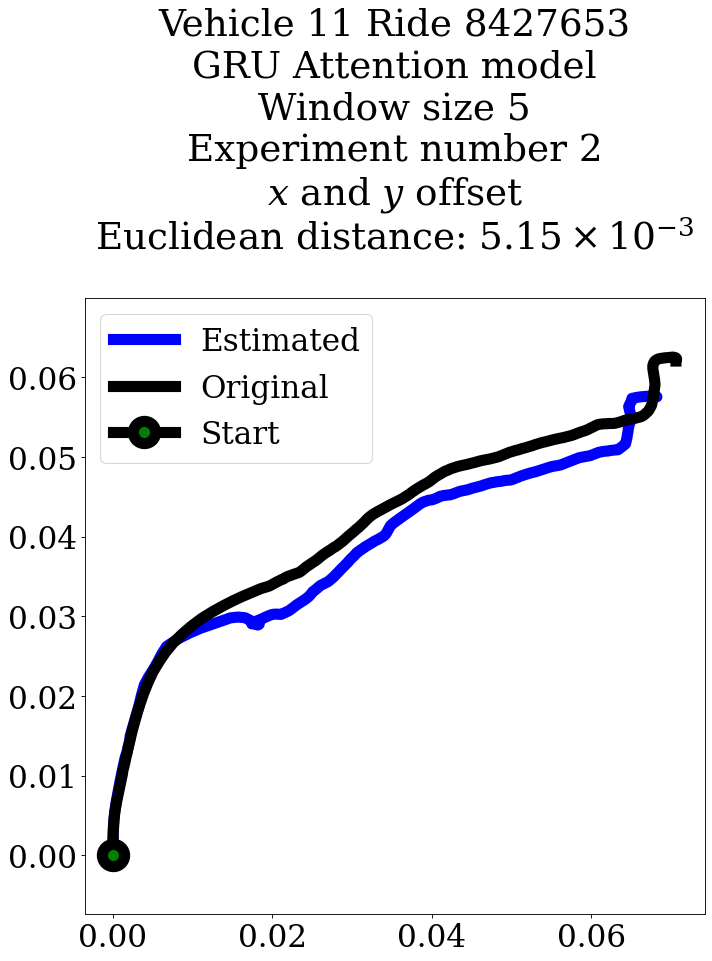 Vehicle 11 Ride 8427653
GRU Attention model
Window size 5
Experiment number 2
x and y offset
Euclidean distance: 5.15 × 10⁻³
Estimated
Original
Start
0.06
0.05
0.04
0.03
0.02
0.01
0.00
0.00 0.02 0.04 0.06